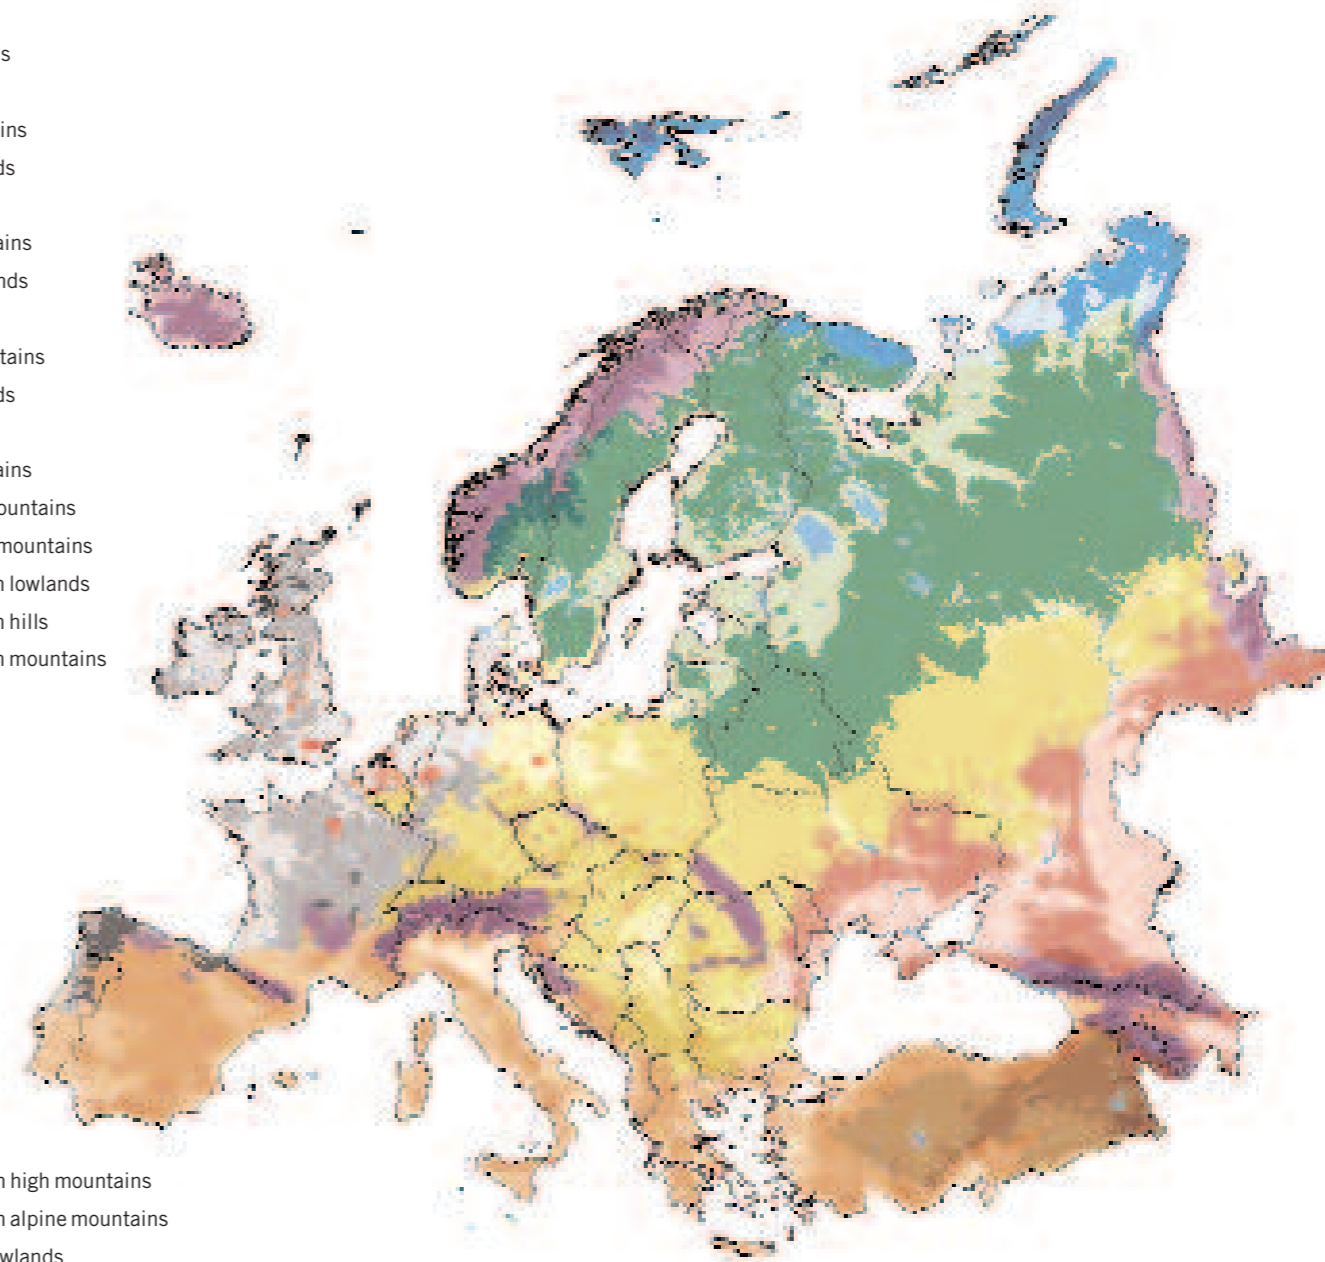 s
ins
ds
ains
nds
tains
ds
ains
ountains
mountains
n lowlands
n hills
n mountains
n high mountains
n alpine mountains
wlands